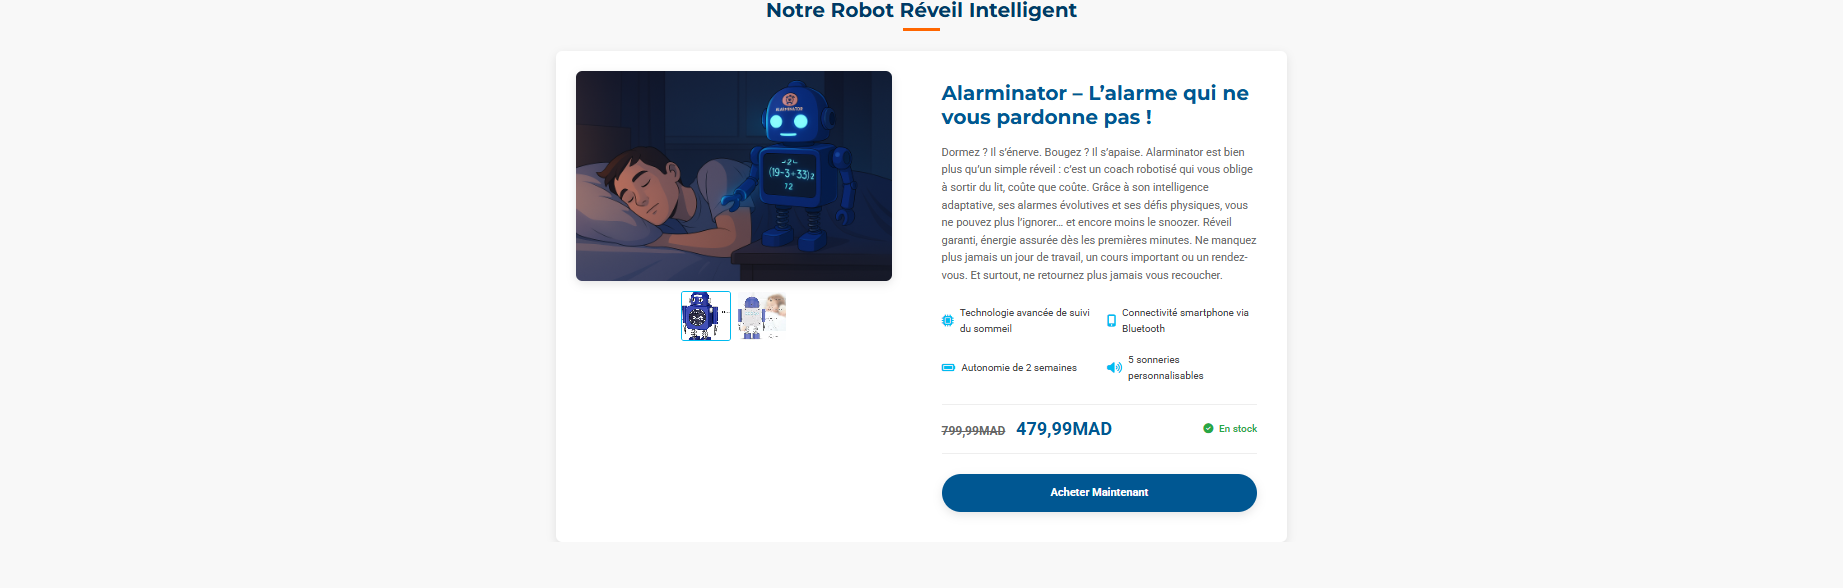 Notre Robot Réveil Intelligent
ALARMINATOR
(19-3+33)2
12
Alarminator – L’alarme qui ne
vous pardonne pas !
Dormez ? Il s’énerve. Bougez ? Il s’apaise. Alarminator est bien
plus qu’un simple réveil : c’est un coach robotisé qui vous oblige
à sortir du lit, coûte que coûte. Grâce à son intelligence
adaptative, ses alarmes évolutives et ses défis physiques, vous
ne pouvez plus l’ignorer… et encore moins le snoozer. Réveil
garanti, énergie assurée dès les premières minutes. Ne manquez
plus jamais un jour de travail, un cours important ou un rendez-
vous. Et surtout, ne retournez plus jamais vous recoucher.
Technologie avancée de suivi
du sommeil
Connectivité smartphone via
Bluetooth
Autonomie de 2 semaines
5 sonneries
personnalisables
799,99MAD 479,99MAD
En stock
Acheter Maintenant